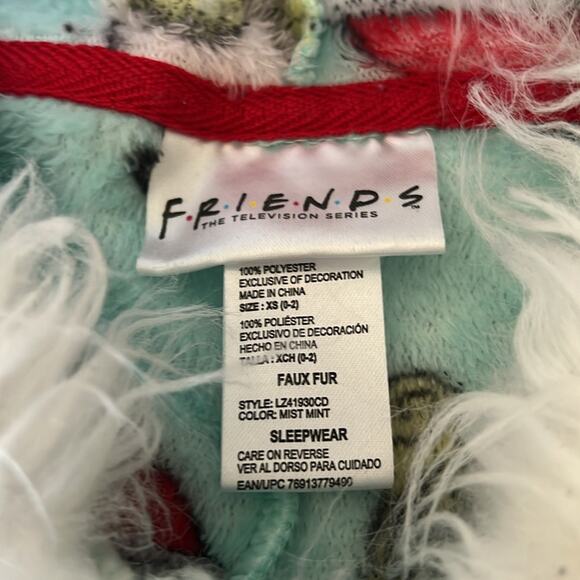 F·R·I·E·N·D·S™
THE TELEVISION SERIES
100% POLYESTER
EXCLUSIVE OF DECORATION
MADE IN CHINA
SIZE : XS (0-2)
100% POLIÉSTER
EXCLUSIVO DE DECORACIÓN
HECHO EN CHINA
TALLA : XCH (0-2)
FAUX FUR
STYLE: LZ41930CD
COLOR: MIST MINT
SLEEPWEAR
CARE ON REVERSE
VER AL DORSO PARA CUIDADO
EAN/UPC 76913779490